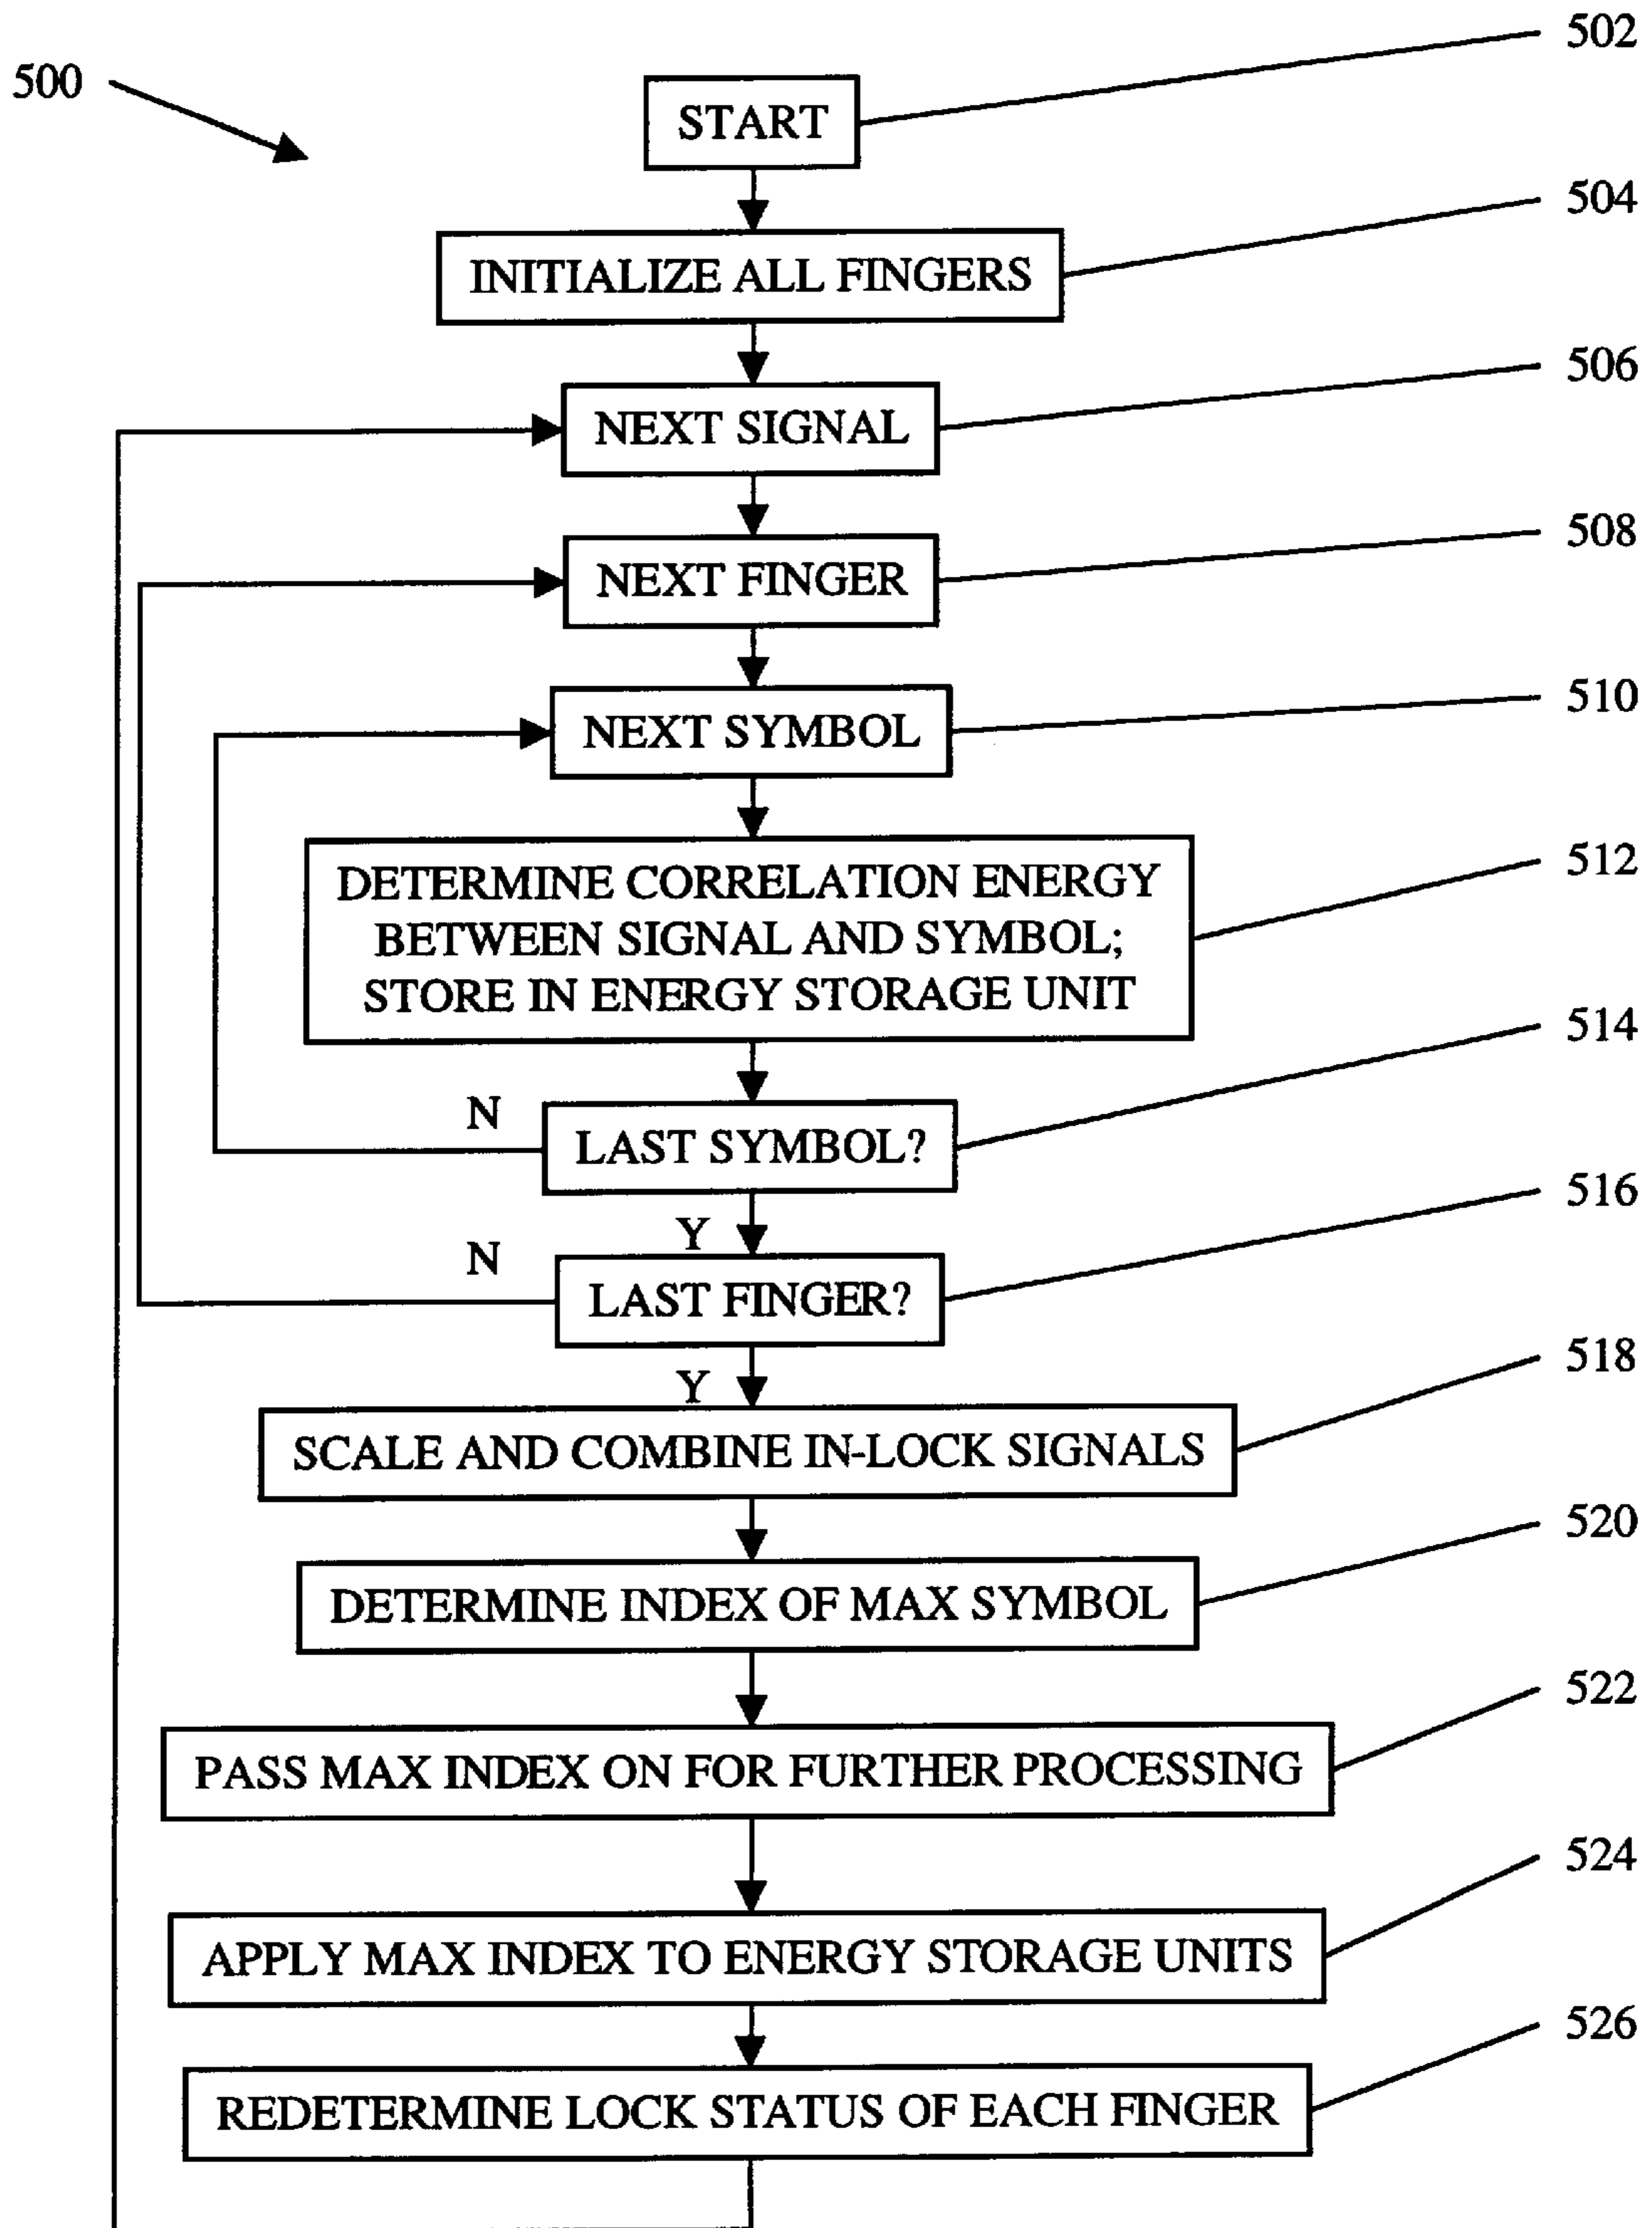 502
500
START
504
INITIALIZE ALL FINGERS
506
NEXT SIGNAL
508
NEXT FINGER
510
NEXT SYMBOL
512
DETERMINE CORRELATION ENERGY
BETWEEN SIGNAL AND SYMBOL;
STORE IN ENERGY STORAGE UNIT
514
N
LAST SYMBOL?
516
Y
N
LAST FINGER?
518
Y
SCALE AND COMBINE IN-LOCK SIGNALS
520
DETERMINE INDEX OF MAX SYMBOL
522
PASS MAX INDEX ON FOR FURTHER PROCESSING
524
APPLY MAX INDEX TO ENERGY STORAGE UNITS
526
REDETERMINE LOCK STATUS OF EACH FINGER